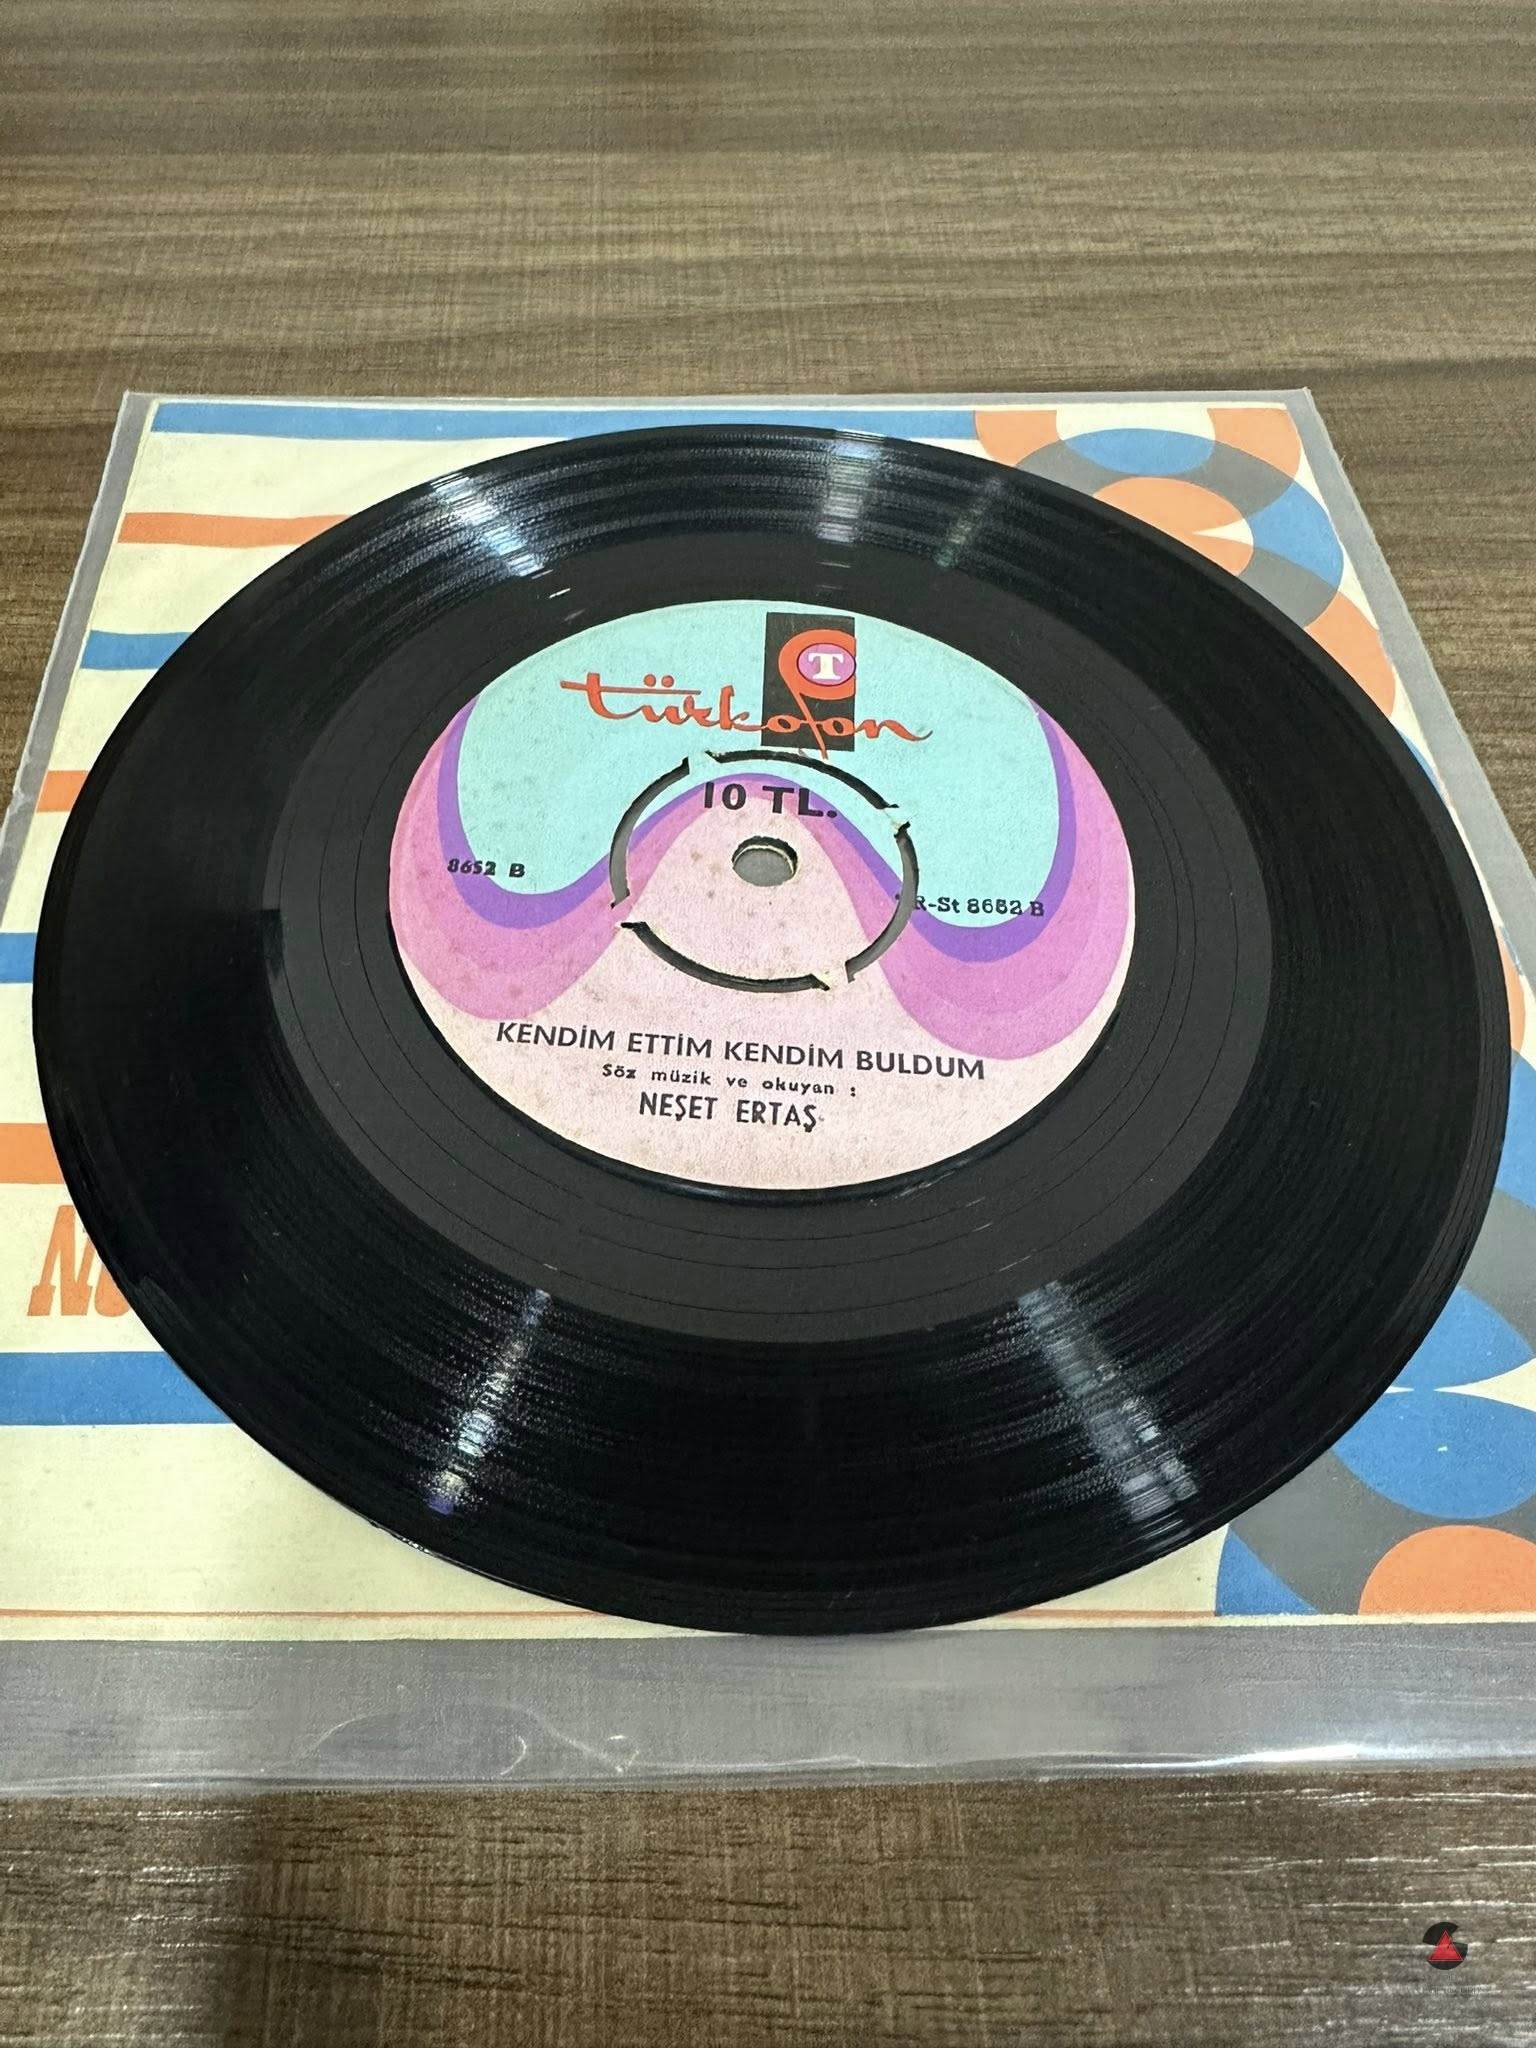 T
türkofon
10 TL.
8652 B
R-St 8652 B
KENDİM ETTİM KENDİM BULDUM
Söz müzik ve okuyan :
NEŞET ERTAŞ